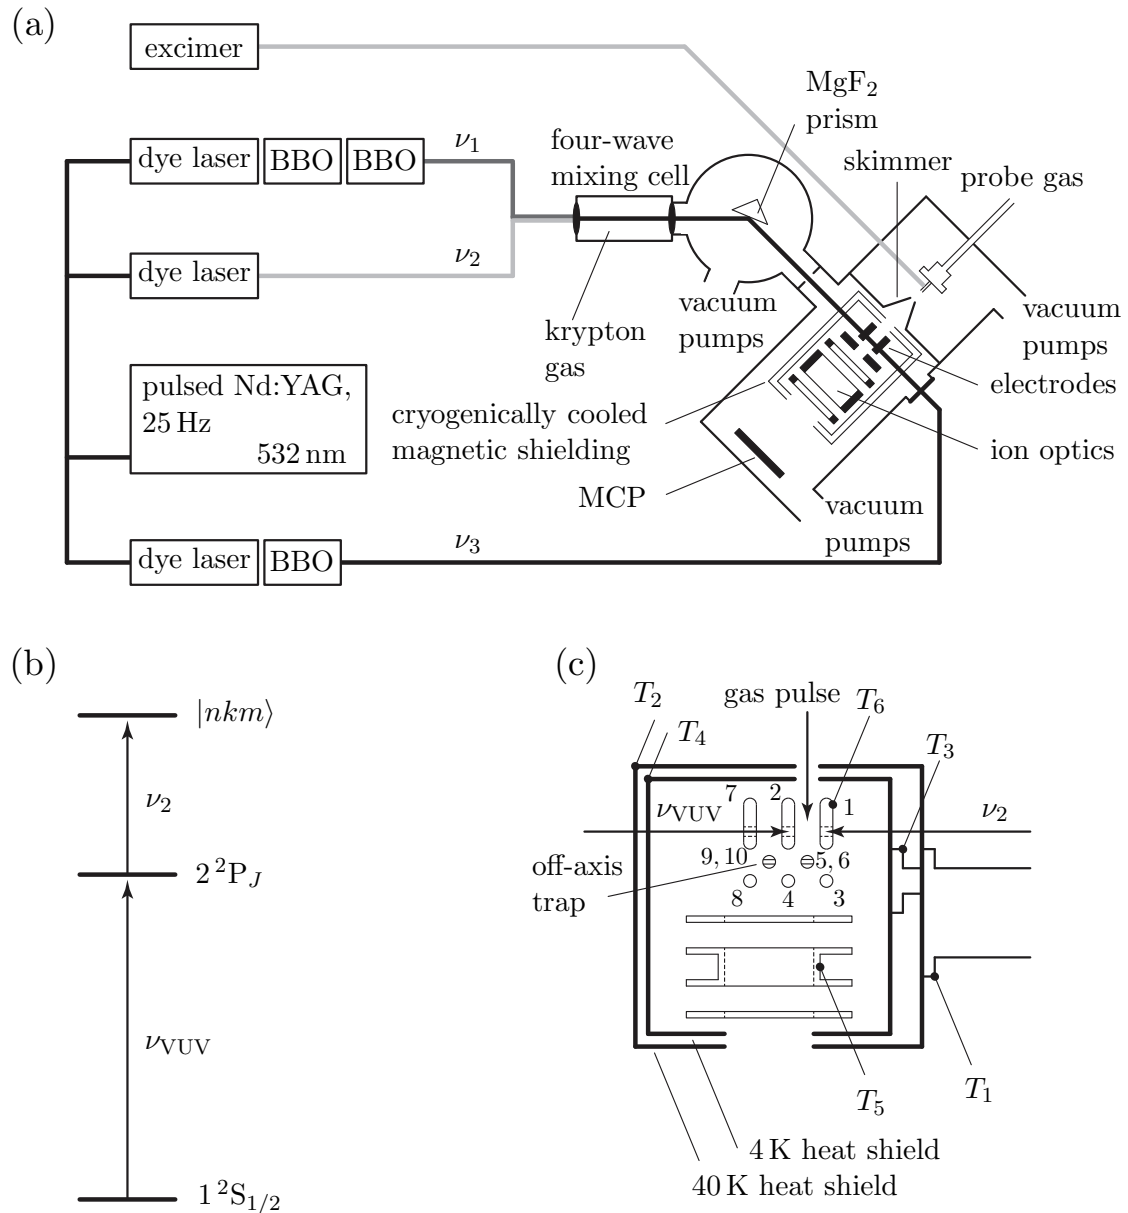 (a)
excimer
MgF₂
prism
dye laser
BBO
BBO
ν₁
four-wave
mixing cell
skimmer
probe gas
dye laser
ν₂
krypton
gas
vacuum
pumps
vacuum
pumps
electrodes
pulsed Nd:YAG,
25 Hz
532 nm
cryogenically cooled
magnetic shielding
ion optics
MCP
vacuum
pumps
dye laser
BBO
ν₃
(b)
|nkm⟩
ν₂
2 ²P_J
ν_VUV
1 ²S₁/₂
(c)
T₂
gas pulse
T₆
T₄
T₃
7
2
1
ν_VUV
ν₂
9, 10
5, 6
off-axis
trap
8
4
3
T₅
T₁
4 K heat shield
40 K heat shield